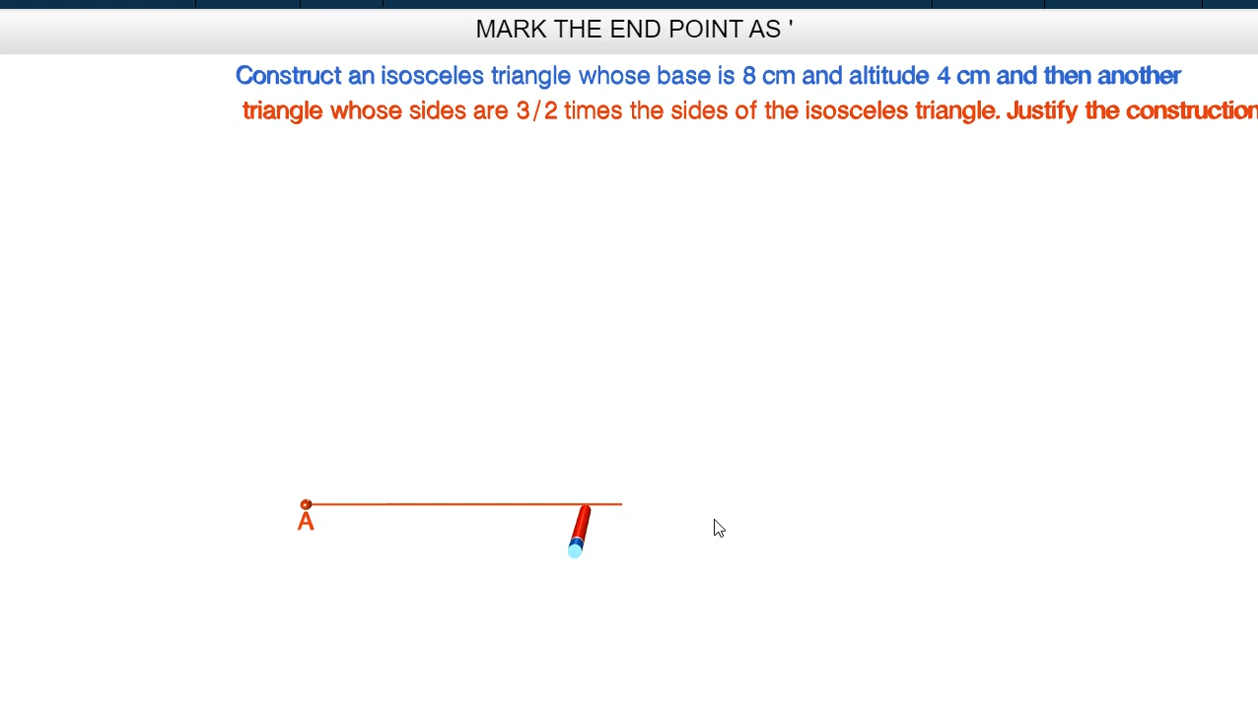 MARK THE END POINT AS '
Construct an isosceles triangle whose base is 8 cm and altitude 4 cm and then another
triangle whose sides are 3/2 times the sides of the isosceles triangle. Justify the construction
A